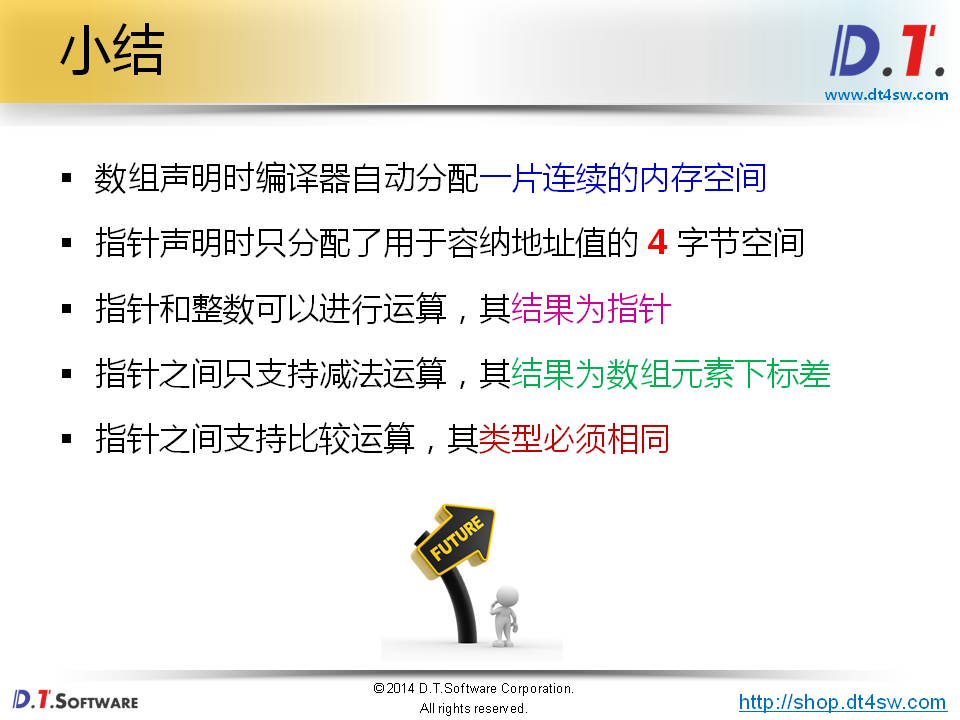 小结
D.T.
www.dt4sw.com
▪ 数组声明时编译器自动分配一片连续的内存空间
▪ 指针声明时只分配了用于容纳地址值的 4 字节空间
▪ 指针和整数可以进行运算，其结果为指针
▪ 指针之间只支持减法运算，其结果为数组元素下标差
▪ 指针之间支持比较运算，其类型必须相同
FUTURE
D.T.SOFTWARE
©2014 D.T.Software Corporation.
All rights reserved.
http://shop.dt4sw.com